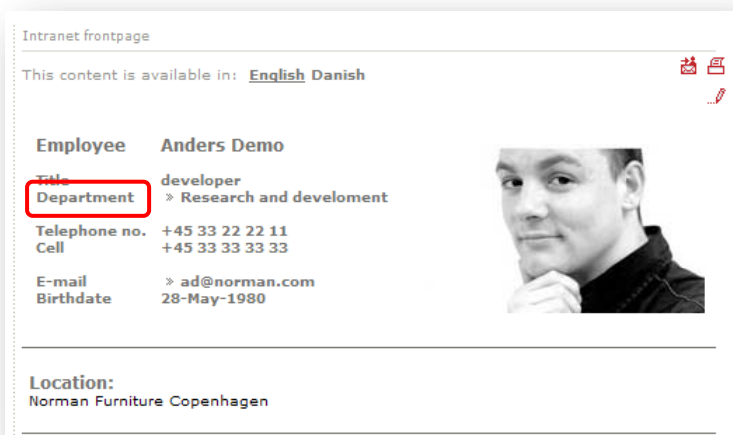 Intranet frontpage
This content is available in: English Danish
Employee Anders Demo
Title developer
Department » Research and develoment
Telephone no. +45 33 22 22 11
Cell +45 33 33 33 33
E-mail » ad@norman.com
Birthdate 28-May-1980
Location:
Norman Furniture Copenhagen